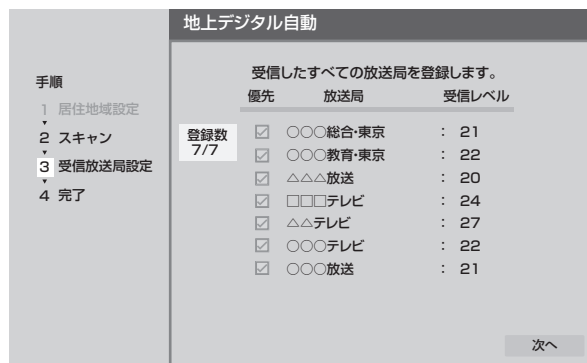 地上デジタル自動
手順
1 居住地域設定
2 スキャン
3 受信放送局設定
4 完了
受信したすべての放送局を登録します。
優先 放送局 受信レベル
登録数
7/7
○○○総合・東京 : 21
○○○教育・東京 : 22
△△△放送 : 20
□□□テレビ : 24
△△テレビ : 27
○○○テレビ : 22
○○○放送 : 21
次へ